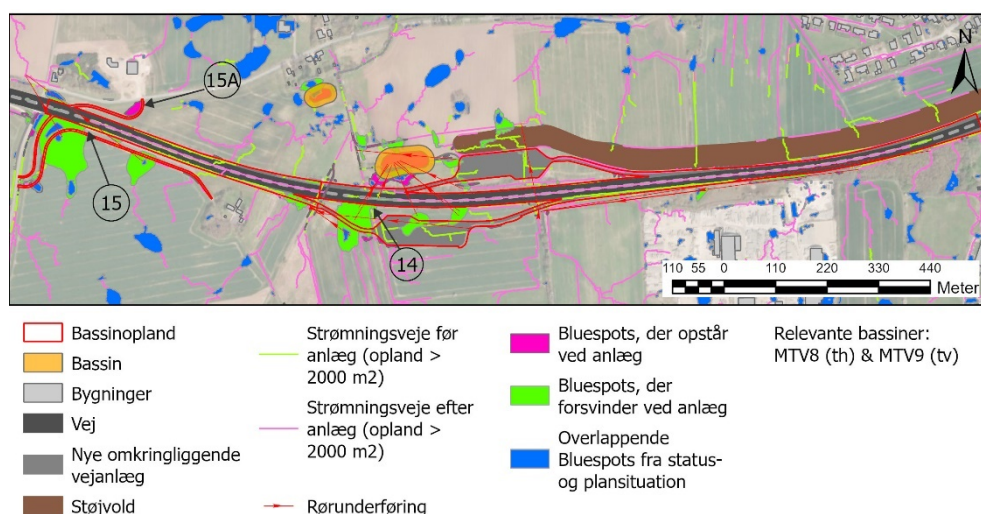 15A
N
15
14
110 55 0 110 220 330 440
Meter
Bassinopland
Bassin
Bygninger
Vej
Nye omkringliggende
vejanlæg
Støjvold
Strømningsveje før
anlæg (opland >
2000 m2)
Strømningsveje efter
anlæg (opland >
2000 m2)
Rørunderføring
Bluespots, der opstår
ved anlæg
Bluespots, der
forsvinder ved anlæg
Overlappende
Bluespots fra status-
og plansituation
Relevante bassiner:
MTV8 (th) & MTV9 (tv)